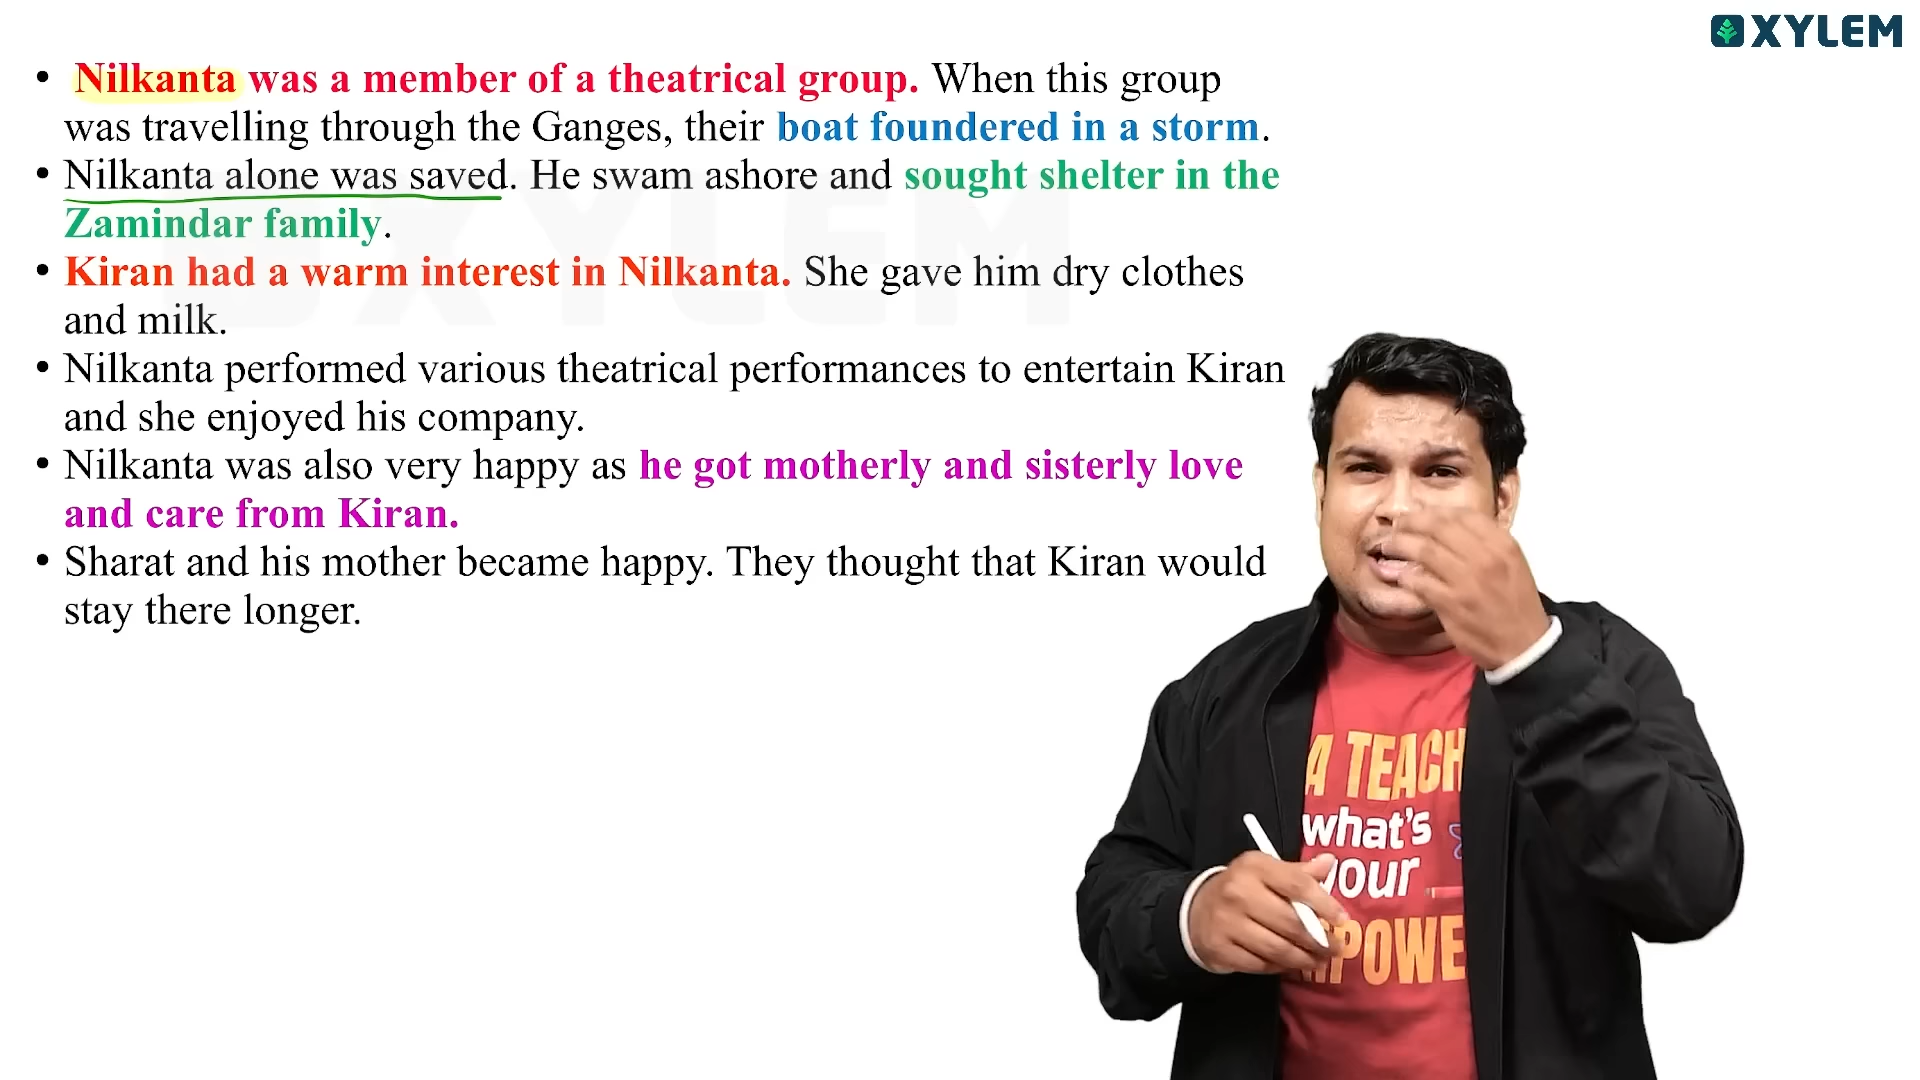 XYLEM
• Nilkanta was a member of a theatrical group. When this group
was travelling through the Ganges, their boat foundered in a storm.
• Nilkanta alone was saved. He swam ashore and sought shelter in the
Zamindar family.
• Kiran had a warm interest in Nilkanta. She gave him dry clothes
and milk.
• Nilkanta performed various theatrical performances to entertain Kiran
and she enjoyed his company.
• Nilkanta was also very happy as he got motherly and sisterly love
and care from Kiran.
• Sharat and his mother became happy. They thought that Kiran would
stay there longer.
XYLEM
A TEACH
what's
your
POWE